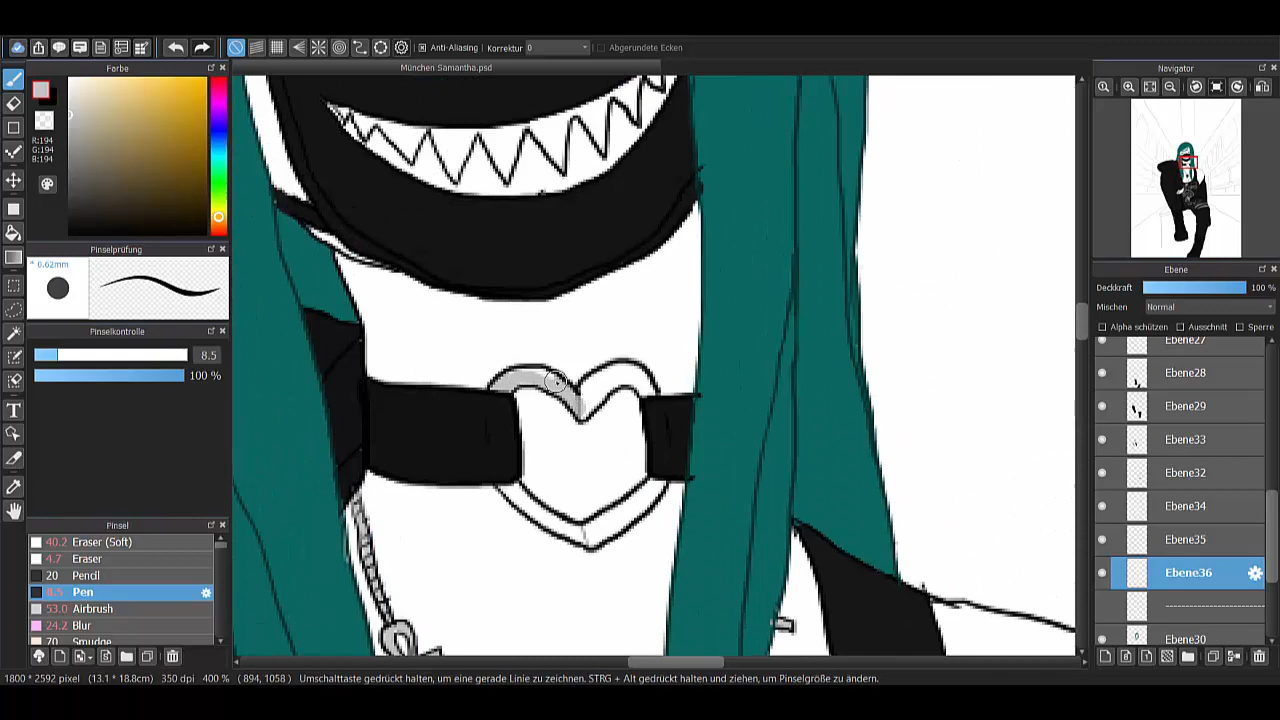 Anti-Aliasing Korrektur 0 Abgerundete Ecken
Farbe
München Samantha.psd
Navigator
R:194
G:194
B:194
Pinselprüfung
* 0.62mm
Pinselkontrolle
8.5
100 %
Ebene
Deckkraft 100 %
Mischen Normal
Alpha schützen Ausschnitt Sperre
Ebene27
Ebene28
Ebene29
Ebene33
Ebene32
Ebene34
Ebene35
Ebene36
Ebene30
Pinsel
40.2 Eraser (Soft)
4.7 Eraser
20 Pencil
8.5 Pen
53.0 Airbrush
24.2 Blur
70 Smudge
1800 * 2592 pixel (13.1 * 18.8cm) 350 dpi 400 % ( 894, 1058 ) Umschalttaste gedrückt halten, um eine gerade Linie zu zeichnen. STRG + Alt gedrückt halten und ziehen, um Pinselgröße zu ändern.